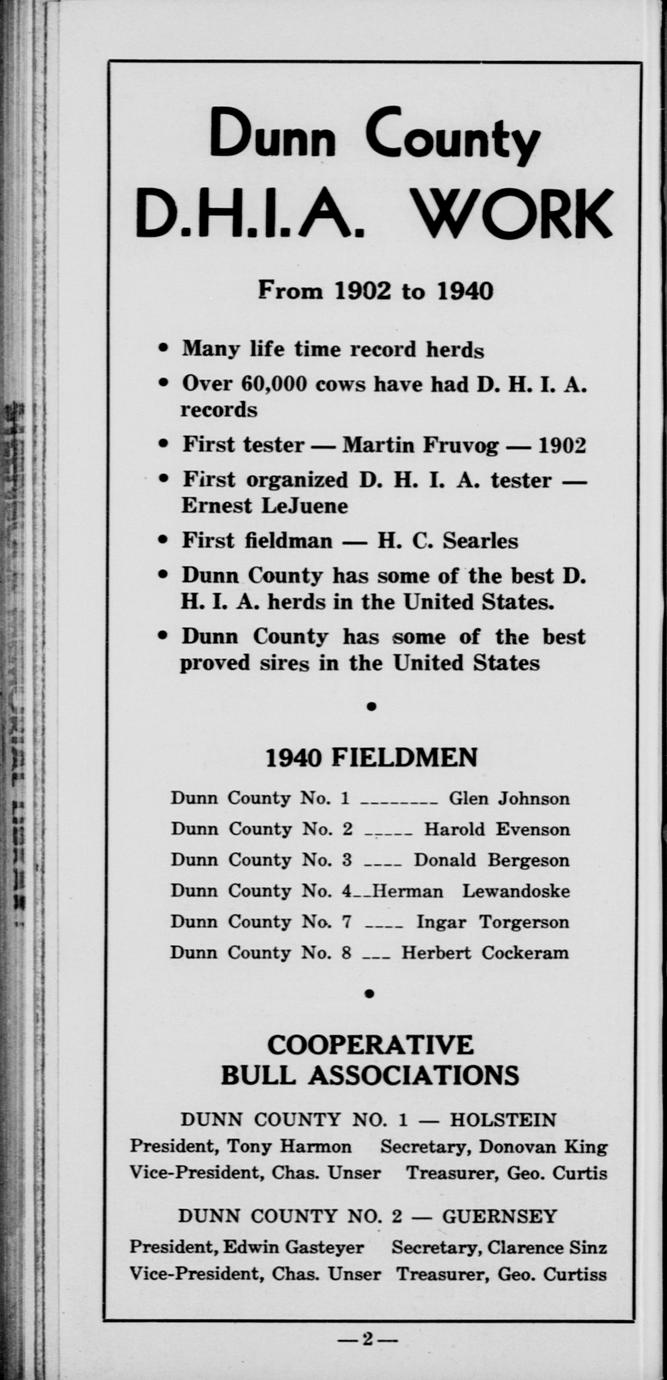 Dunn County
D.H.I.A. WORK
From 1902 to 1940
• Many life time record herds
• Over 60,000 cows have had D. H. I. A.
records
• First tester — Martin Fruvog — 1902
• First organized D. H. I. A. tester —
Ernest LeJuene
• First fieldman — H. C. Searles
• Dunn County has some of the best D.
H. I. A. herds in the United States.
• Dunn County has some of the best
proved sires in the United States
•
1940 FIELDMEN
Dunn County No. 1 -------- Glen Johnson
Dunn County No. 2 ----- Harold Evenson
Dunn County No. 3 ---- Donald Bergeson
Dunn County No. 4--Herman Lewandoske
Dunn County No. 7 ---- Ingar Torgerson
Dunn County No. 8 --- Herbert Cockeram
•
COOPERATIVE
BULL ASSOCIATIONS
DUNN COUNTY NO. 1 — HOLSTEIN
President, Tony Harmon Secretary, Donovan King
Vice-President, Chas. Unser Treasurer, Geo. Curtis
DUNN COUNTY NO. 2 — GUERNSEY
President, Edwin Gasteyer Secretary, Clarence Sinz
Vice-President, Chas. Unser Treasurer, Geo. Curtiss
—2—